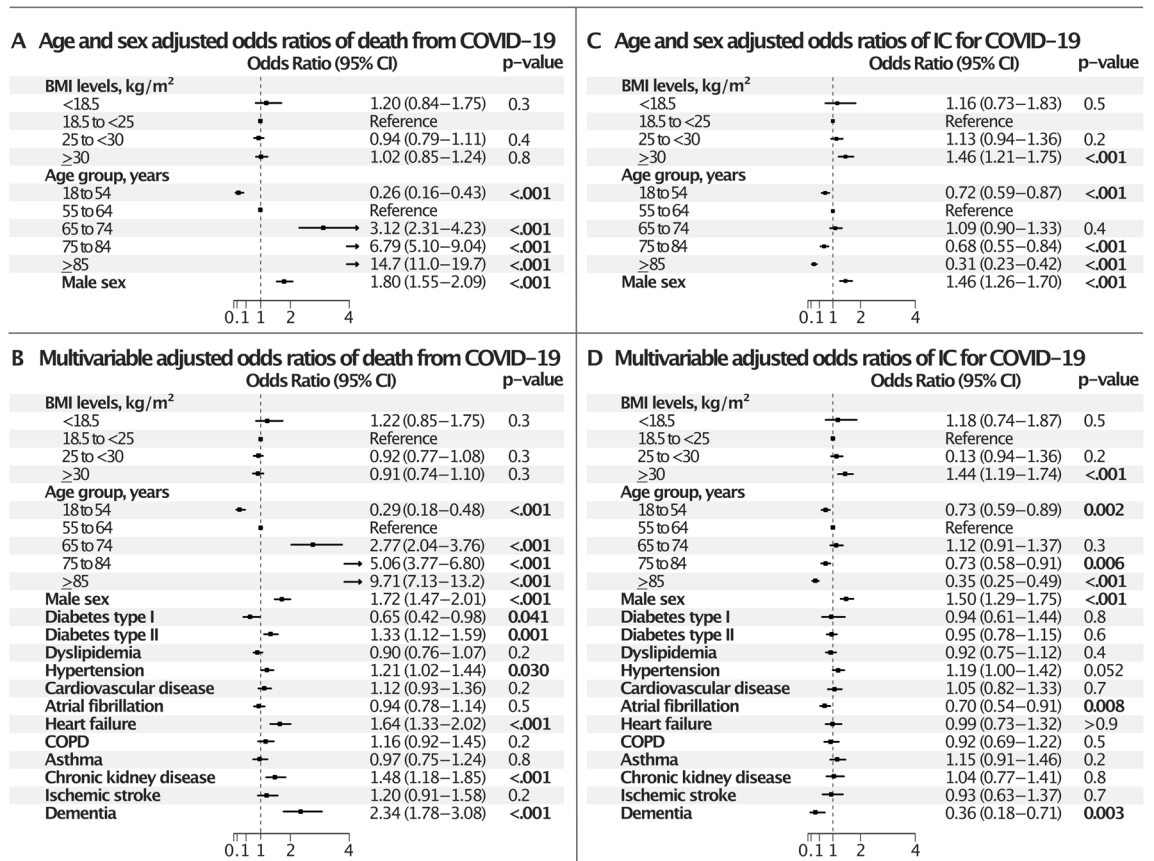 A Age and sex adjusted odds ratios of death from COVID−19
Odds Ratio (95% CI) p-value
BMI levels, kg/m²
<18.5 1.20 (0.84−1.75) 0.3
18.5 to <25 Reference
25 to <30 0.94 (0.79−1.11) 0.4
≥30 1.02 (0.85−1.24) 0.8
Age group, years
18 to 54 0.26 (0.16−0.43) <.001
55 to 64 Reference
65 to 74 3.12 (2.31−4.23) <.001
75 to 84 6.79 (5.10−9.04) <.001
≥85 14.7 (11.0−19.7) <.001
Male sex 1.80 (1.55−2.09) <.001
0.1 1 2 4
B Multivariable adjusted odds ratios of death from COVID−19
Odds Ratio (95% CI) p-value
BMI levels, kg/m²
<18.5 1.22 (0.85−1.75) 0.3
18.5 to <25 Reference
25 to <30 0.92 (0.77−1.08) 0.3
≥30 0.91 (0.74−1.10) 0.3
Age group, years
18 to 54 0.29 (0.18−0.48) <.001
55 to 64 Reference
65 to 74 2.77 (2.04−3.76) <.001
75 to 84 5.06 (3.77−6.80) <.001
≥85 9.71 (7.13−13.2) <.001
Male sex 1.72 (1.47−2.01) <.001
Diabetes type I 0.65 (0.42−0.98) 0.041
Diabetes type II 1.33 (1.12−1.59) 0.001
Dyslipidemia 0.90 (0.76−1.07) 0.2
Hypertension 1.21 (1.02−1.44) 0.030
Cardiovascular disease 1.12 (0.93−1.36) 0.2
Atrial fibrillation 0.94 (0.78−1.14) 0.5
Heart failure 1.64 (1.33−2.02) <.001
COPD 1.16 (0.92−1.45) 0.2
Asthma 0.97 (0.75−1.24) 0.8
Chronic kidney disease 1.48 (1.18−1.85) <.001
Ischemic stroke 1.20 (0.91−1.58) 0.2
Dementia 2.34 (1.78−3.08) <.001
0.1 1 2 4
C Age and sex adjusted odds ratios of IC for COVID−19
Odds Ratio (95% CI) p-value
BMI levels, kg/m²
<18.5 1.16 (0.73−1.83) 0.5
18.5 to <25 Reference
25 to <30 1.13 (0.94−1.36) 0.2
≥30 1.46 (1.21−1.75) <.001
Age group, years
18 to 54 0.72 (0.59−0.87) <.001
55 to 64 Reference
65 to 74 1.09 (0.90−1.33) 0.4
75 to 84 0.68 (0.55−0.84) <.001
≥85 0.31 (0.23−0.42) <.001
Male sex 1.46 (1.26−1.70) <.001
0.1 1 2 4
D Multivariable adjusted odds ratios of IC for COVID−19
Odds Ratio (95% CI) p-value
BMI levels, kg/m²
<18.5 1.18 (0.74−1.87) 0.5
18.5 to <25 Reference
25 to <30 0.13 (0.94−1.36) 0.2
≥30 1.44 (1.19−1.74) <.001
Age group, years
18 to 54 0.73 (0.59−0.89) 0.002
55 to 64 Reference
65 to 74 1.12 (0.91−1.37) 0.3
75 to 84 0.73 (0.58−0.91) 0.006
≥85 0.35 (0.25−0.49) <.001
Male sex 1.50 (1.29−1.75) <.001
Diabetes type I 0.94 (0.61−1.44) 0.8
Diabetes type II 0.95 (0.78−1.15) 0.6
Dyslipidemia 0.92 (0.75−1.12) 0.4
Hypertension 1.19 (1.00−1.42) 0.052
Cardiovascular disease 1.05 (0.82−1.33) 0.7
Atrial fibrillation 0.70 (0.54−0.91) 0.008
Heart failure 0.99 (0.73−1.32) >0.9
COPD 0.92 (0.69−1.22) 0.5
Asthma 1.15 (0.91−1.46) 0.2
Chronic kidney disease 1.04 (0.77−1.41) 0.8
Ischemic stroke 0.93 (0.63−1.37) 0.7
Dementia 0.36 (0.18−0.71) 0.003
0.1 1 2 4